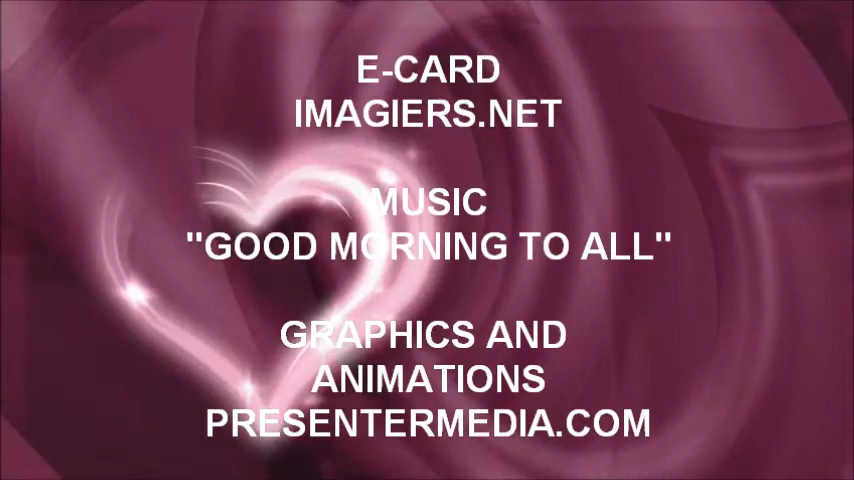 E-CARD
IMAGIERS.NET
MUSIC
"GOOD MORNING TO ALL"
GRAPHICS AND
ANIMATIONS
PRESENTERMEDIA.COM